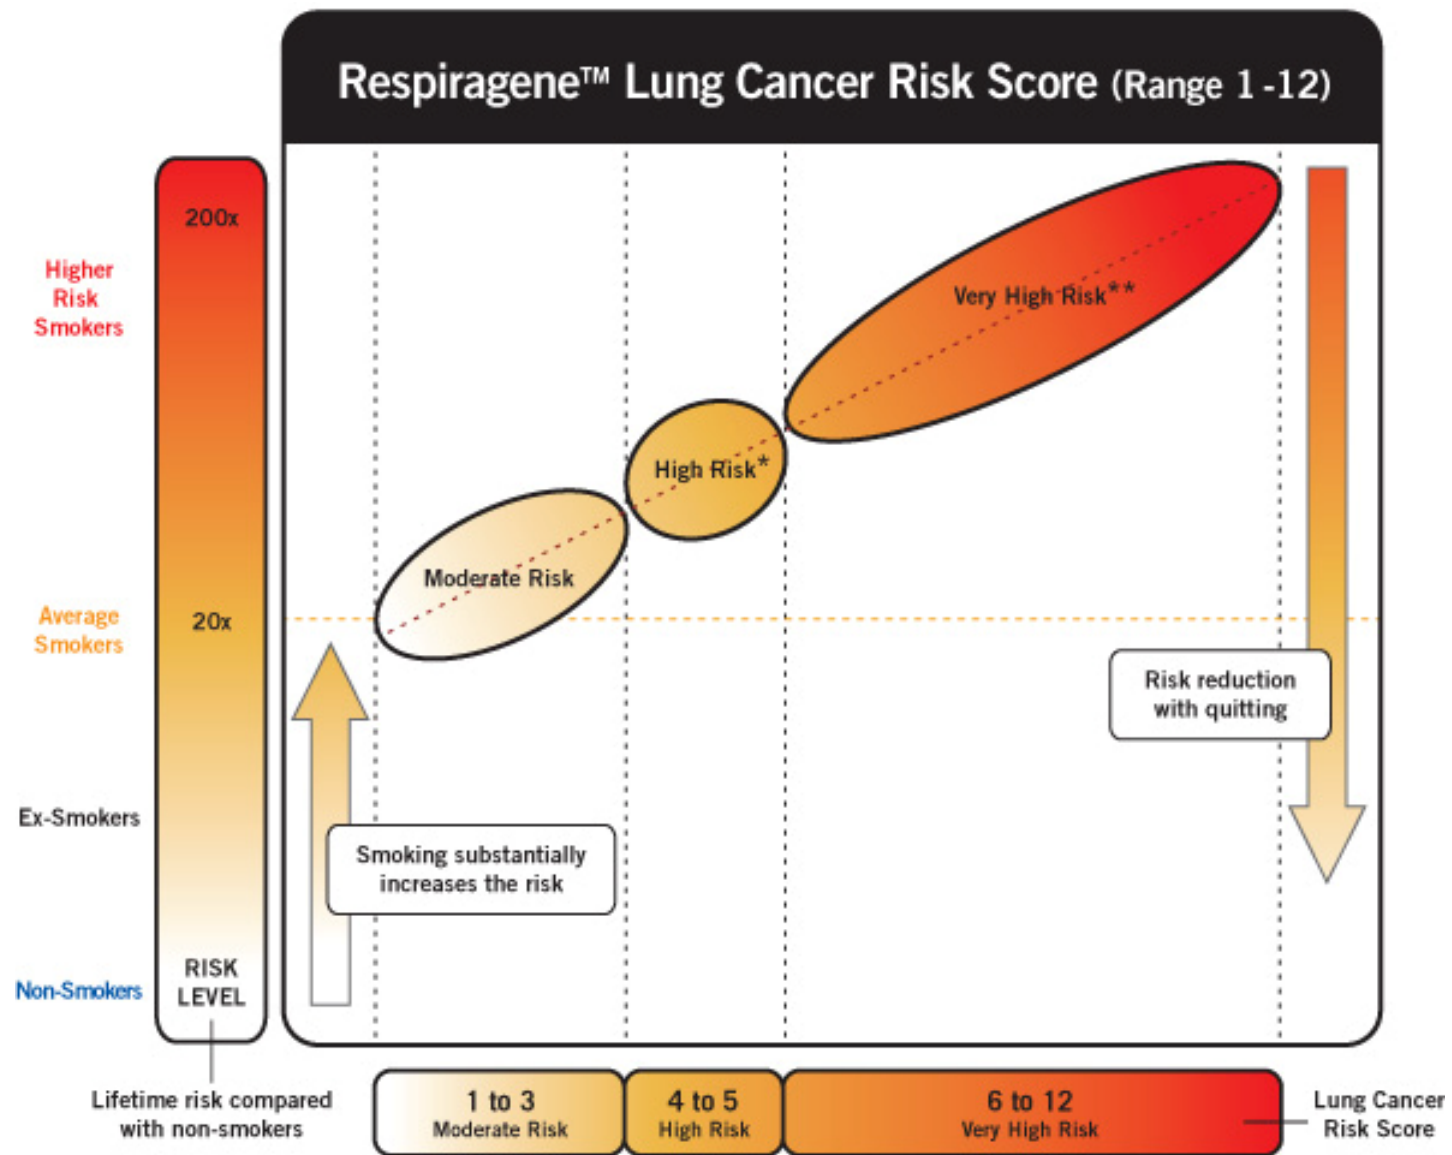 Respiragene™ Lung Cancer Risk Score (Range 1 -12)
200x
Higher
Risk
Smokers
Very High Risk**
High Risk*
Moderate Risk
Average
Smokers
20x
Risk reduction
with quitting
Ex-Smokers
Smoking substantially
increases the risk
RISK
LEVEL
Non-Smokers
Lifetime risk compared
with non-smokers
1 to 3
Moderate Risk
4 to 5
High Risk
6 to 12
Very High Risk
Lung Cancer
Risk Score